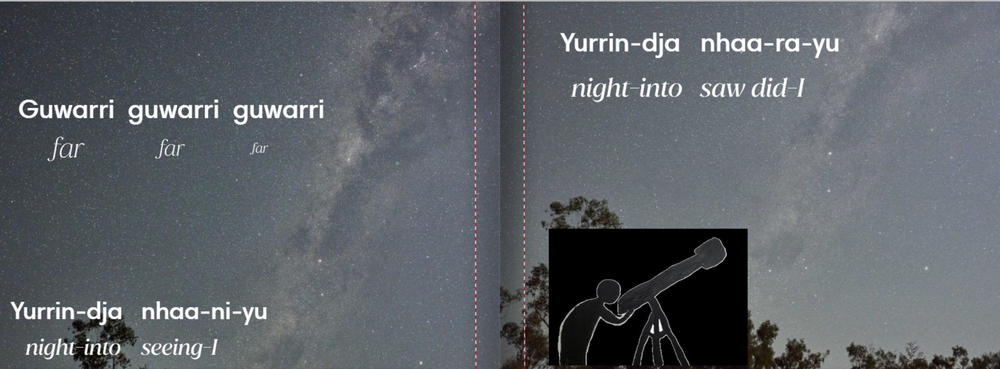 Guwarri guwarri guwarri
far far far
Yurrin-dja nhaa-ni-yu
night-into seeing-I
Yurrin-dja nhaa-ra-yu
night-into saw did-I